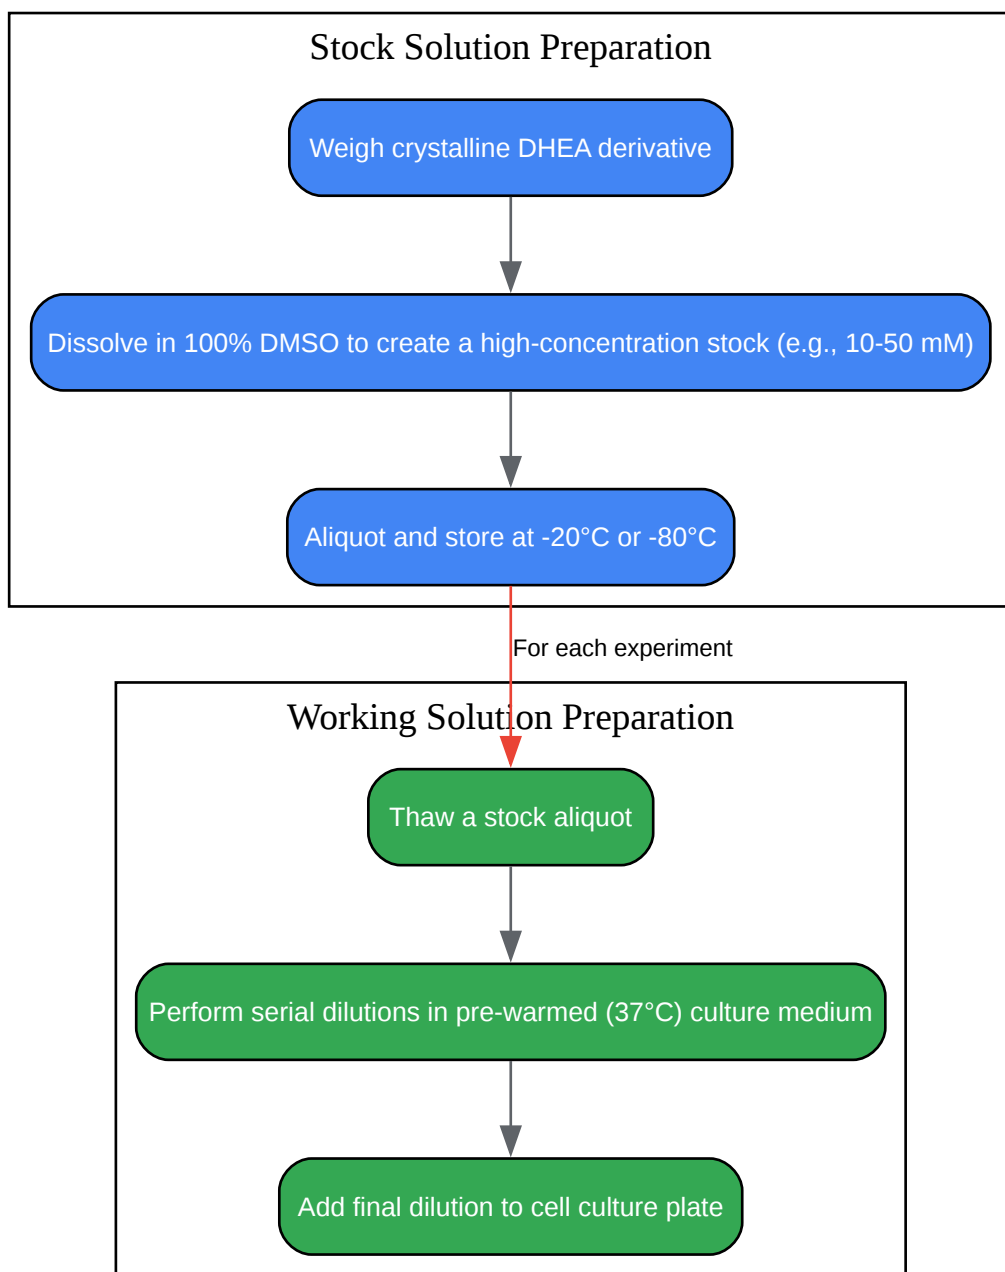 Stock Solution Preparation
Weigh crystalline DHEA derivative
Dissolve in 100% DMSO to create a high-concentration stock (e.g., 10-50 mM)
Aliquot and store at -20°C or -80°C
For each experiment
Working Solution Preparation
Thaw a stock aliquot
Perform serial dilutions in pre-warmed (37°C) culture medium
Add final dilution to cell culture plate